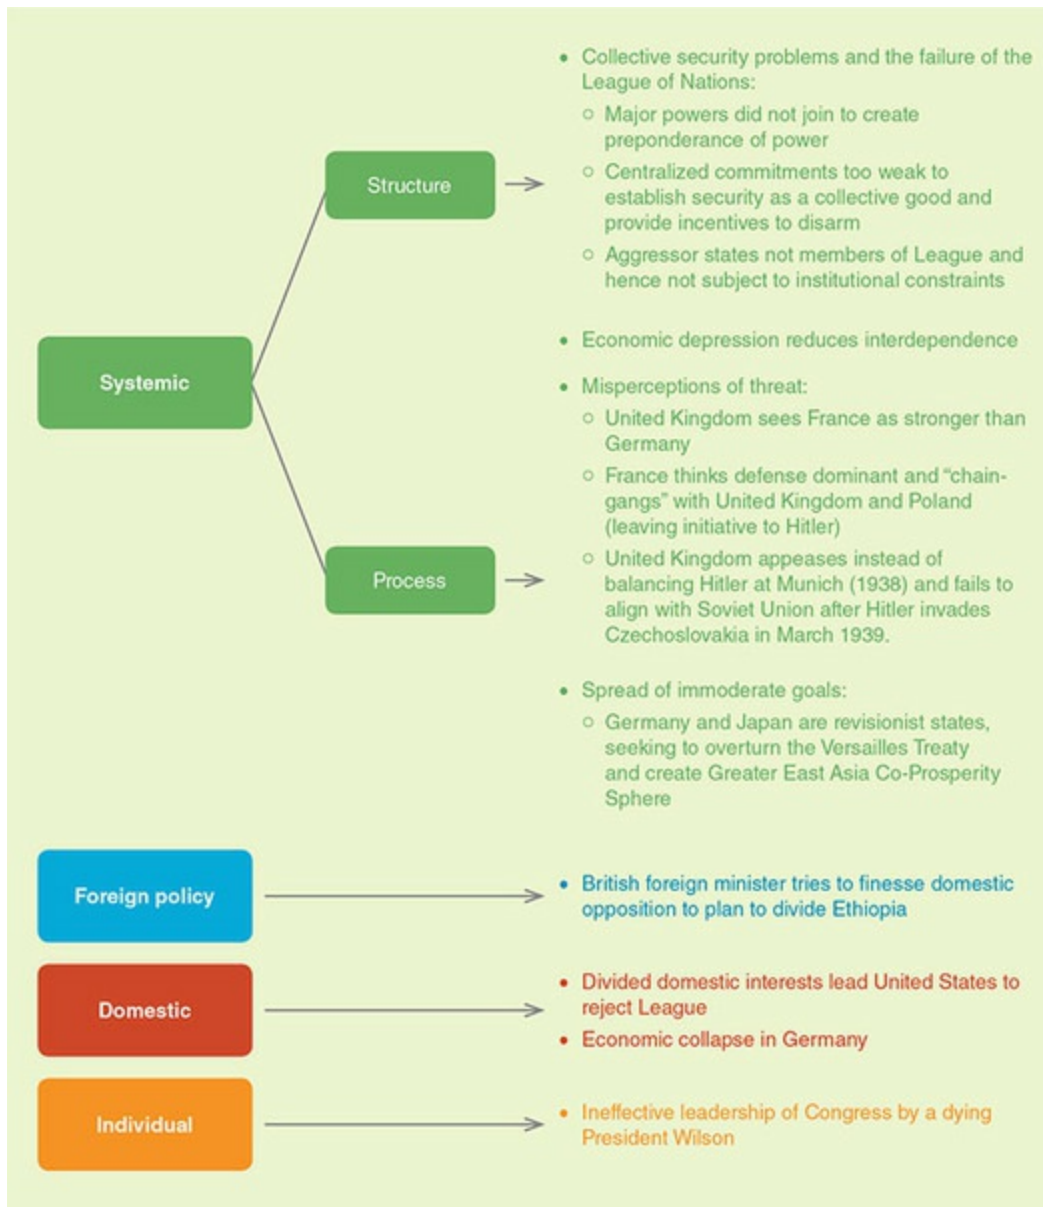 • Collective security problems and the failure of the
League of Nations:
○ Major powers did not join to create
preponderance of power
Structure
○ Centralized commitments too weak to
establish security as a collective good and
provide incentives to disarm
○ Aggressor states not members of League and
hence not subject to institutional constraints
Systemic
• Economic depression reduces interdependence
• Misperceptions of threat:
○ United Kingdom sees France as stronger than
Germany
○ France thinks defense dominant and “chain-
gangs” with United Kingdom and Poland
(leaving initiative to Hitler)
Process
○ United Kingdom appeases instead of
balancing Hitler at Munich (1938) and fails to
align with Soviet Union after Hitler invades
Czechoslovakia in March 1939.
• Spread of immoderate goals:
○ Germany and Japan are revisionist states,
seeking to overturn the Versailles Treaty
and create Greater East Asia Co-Prosperity
Sphere
Foreign policy
• British foreign minister tries to finesse domestic
opposition to plan to divide Ethiopia
Domestic
• Divided domestic interests lead United States to
reject League
• Economic collapse in Germany
Individual
• Ineffective leadership of Congress by a dying
President Wilson